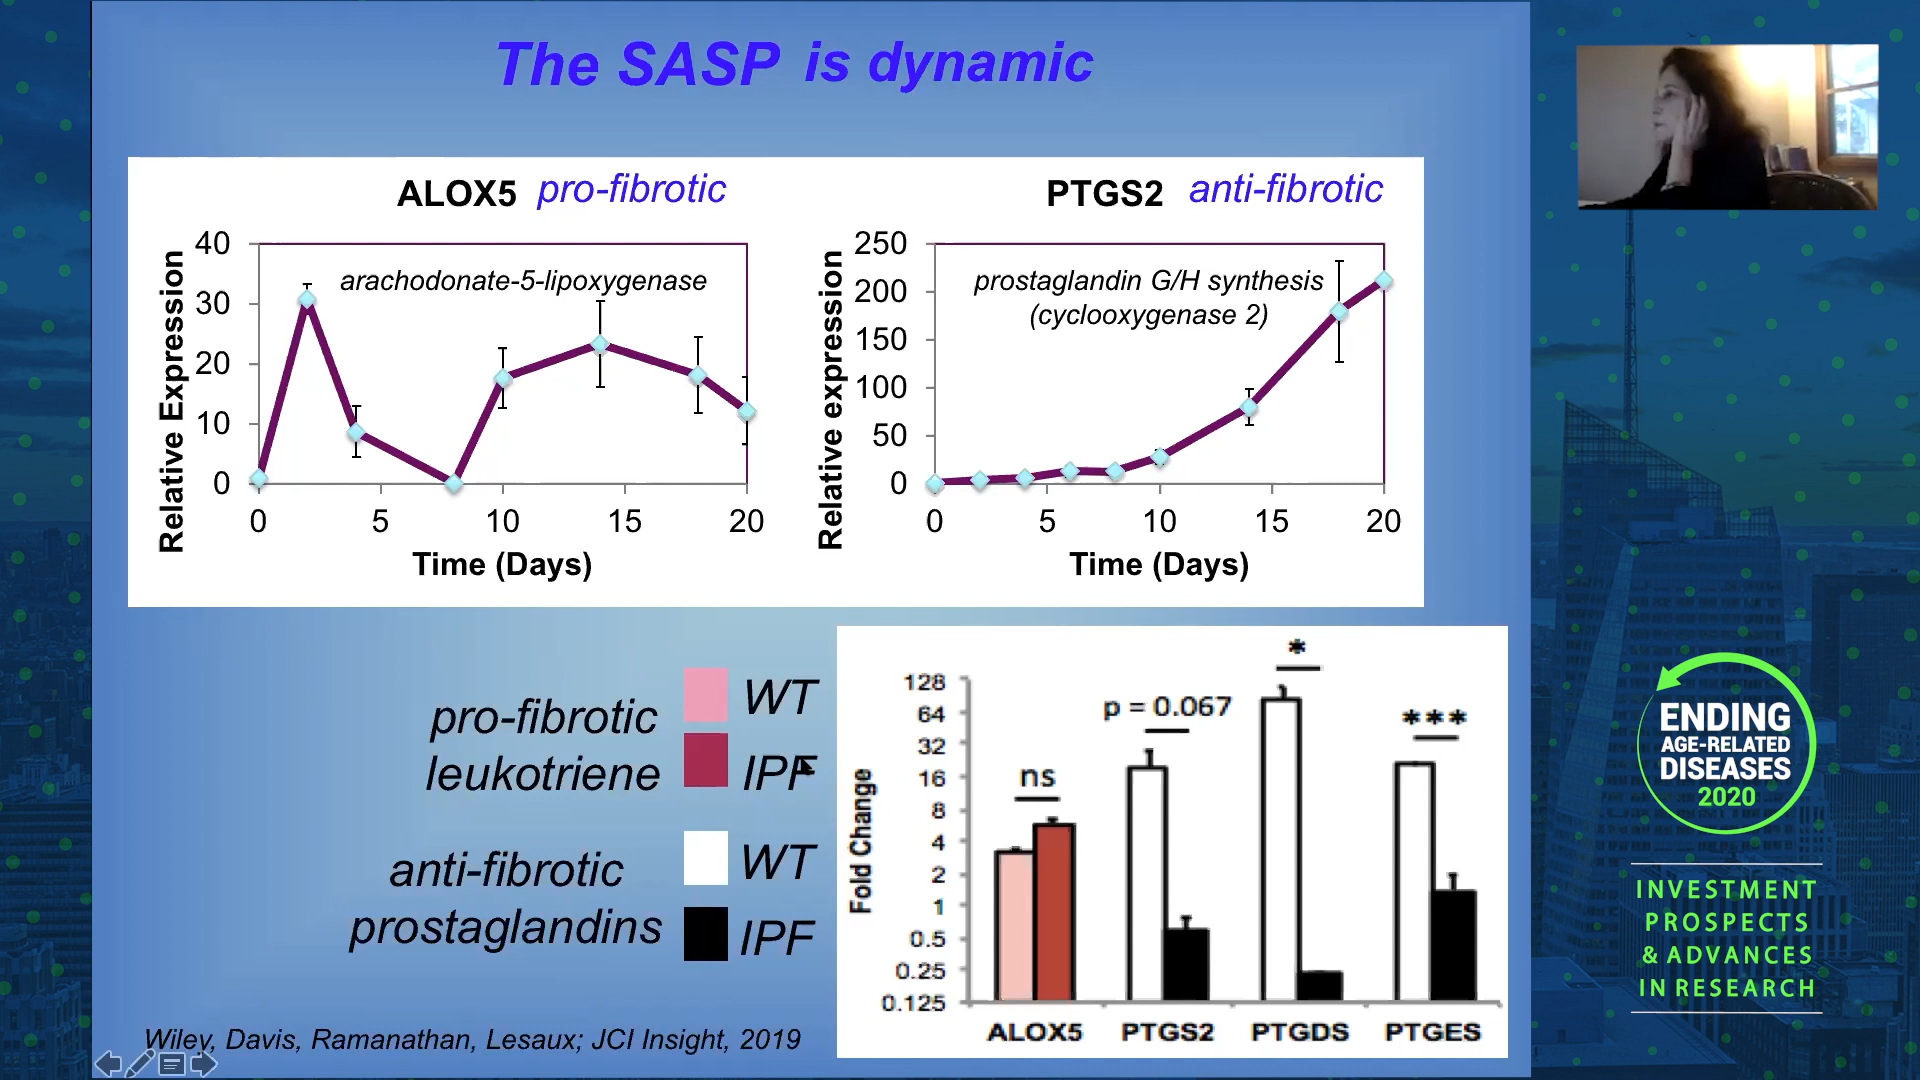 The SASP is dynamic
ALOX5 pro-fibrotic
40
30
20
10
0
Relative Expression
arachodonate-5-lipoxygenase
0 5 10 15 20
Time (Days)
PTGS2 anti-fibrotic
250
200
150
100
50
0
Relative expression
prostaglandin G/H synthesis
(cyclooxygenase 2)
0 5 10 15 20
Time (Days)
pro-fibrotic
leukotriene
WT
IPF
anti-fibrotic
prostaglandins
WT
IPF
128
64
32
16
8
4
2
1
0.5
0.25
0.125
Fold Change
ns
p = 0.067
*
***
ALOX5 PTGS2 PTGDS PTGES
Wiley, Davis, Ramanathan, Lesaux; JCI Insight, 2019
ENDING
AGE-RELATED
DISEASES
2020
INVESTMENT
PROSPECTS
& ADVANCES
IN RESEARCH